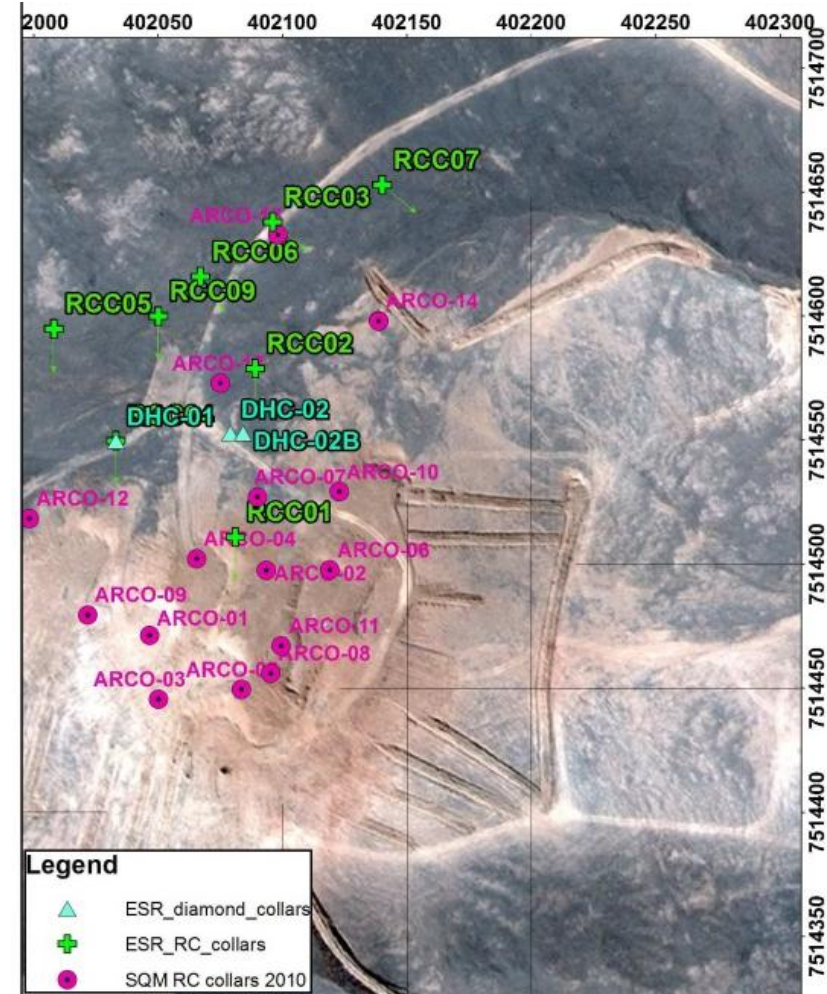 2000 402050 402100 402150 402200 402250 402300
7514700
RCC07
7514650
RCC03
RCC06
RCC09
RCC05
7514600
ARCO-14
RCC02
DHC-01
DHC-02
DHC-02B
7514550
ARCO-07
ARCO-10
ARCO-12
RCC01
ARCO-04
ARCO-06
ARCO-02
7514500
ARCO-09
ARCO-01
ARCO-11
ARCO-08
ARCO-03
7514450
7514400
7514350
Legend
ESR_diamond_collars
ESR_RC_collars
SQM RC collars 2010